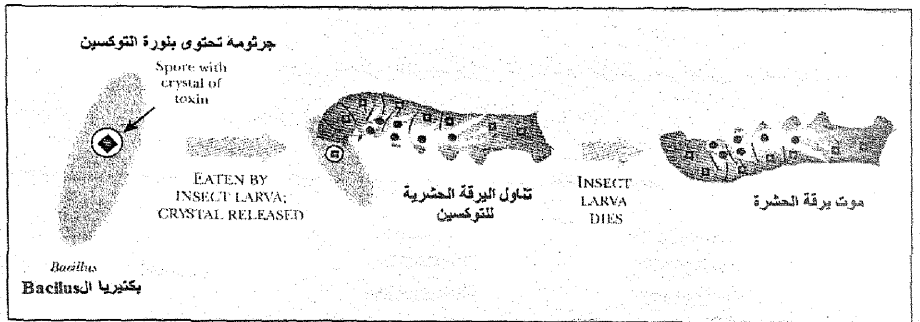 جرثومة تحتوى بلورة التوكسين
Spore with
crystal of
toxin
EATEN BY
INSECT LARVA;
CRYSTAL RELEASED
تناول اليرقة الحشرية
للتوكسين
INSECT
LARVA
DIES
موت يرقة الحشرة
Bacillus
بكتيريا الBacilus